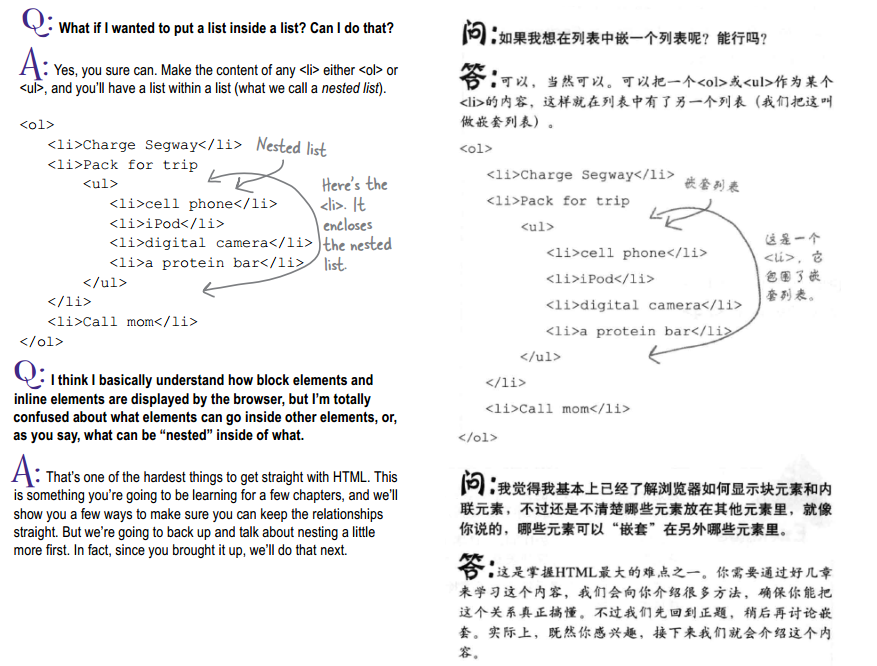 Q: What if I wanted to put a list inside a list? Can I do that?
A: Yes, you sure can. Make the content of any <li> either <ol> or
<ul>, and you'll have a list within a list (what we call a nested list).
<ol>
<li>Charge Segway</li>
Nested list
<li>Pack for trip
<ul>
<li>cell phone</li>
<li>iPod</li>
<li>digital camera</li>
<li>a protein bar</li>
</ul>
</li>
<li>Call mom</li>
</ol>
Here's the
<li>. It
encloses
the nested
list.
Q: I think I basically understand how block elements and
inline elements are displayed by the browser, but I'm totally
confused about what elements can go inside other elements, or,
as you say, what can be “nested” inside of what.
A: That's one of the hardest things to get straight with HTML. This
is something you're going to be learning for a few chapters, and we'll
show you a few ways to make sure you can keep the relationships
straight. But we're going to back up and talk about nesting a little
more first. In fact, since you brought it up, we'll do that next.
问:如果我想在列表中嵌一个列表呢？能行吗？
答:可以，当然可以。可以把一个<ol>或<ul>作为某个
<li>的内容，这样就在列表中有了另一个列表（我们把这叫
做嵌套列表）。
<ol>
<li>Charge Segway</li>
嵌套列表
<li>Pack for trip
<ul>
<li>cell phone</li>
<li>iPod</li>
<li>digital camera</li>
<li>a protein bar</li>
</ul>
</li>
<li>Call mom</li>
</ol>
这是一个
<li>，它
包围了嵌
套列表。
问:我觉得我基本上已经了解浏览器如何显示块元素和内
联元素，不过还是不清楚哪些元素放在其他元素里，就像
你说的，哪些元素可以“嵌套”在另外哪些元素里。
答:这是掌握HTML最大的难点之一。你需要通过好几章
来学习这个内容，我们会向你介绍很多方法，确保你能把
这个关系真正搞懂。不过我们先回到正题，稍后再讨论嵌
套。实际上，既然你感兴趣，接下来我们就会介绍这个内
容。